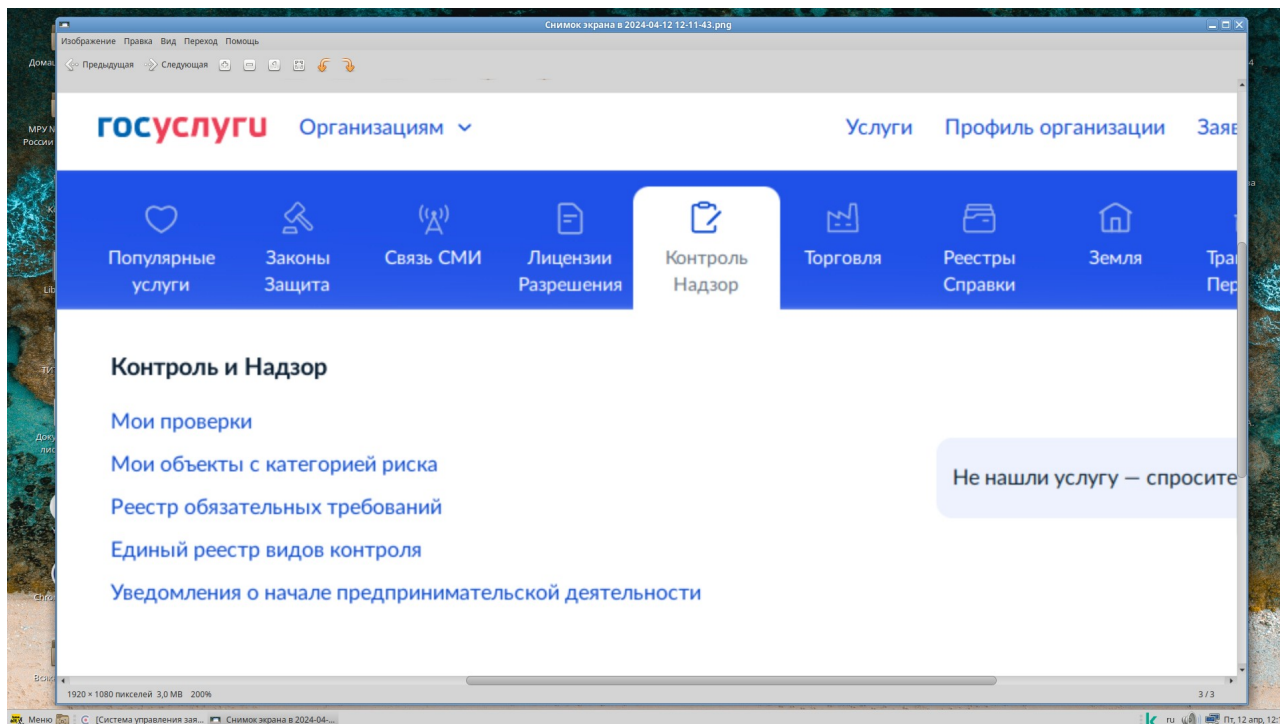 Снимок экрана в 2024-04-12 12-11-43.png
Изображение Правка Вид Переход Помощь
Предыдущая Следующая
госуслуги Организациям Услуги Профиль организации Заяв
Популярные услуги
Законы Защита
Связь СМИ
Лицензии Разрешения
Контроль Надзор
Торговля
Реестры Справки
Земля
Контроль и Надзор
Мои проверки
Мои объекты с категорией риска
Реестр обязательных требований
Единый реестр видов контроля
Уведомления о начале предпринимательской деятельности
Не нашли услугу — спросите
1920 × 1080 пикселей 3,0 MB 200%
3 / 3
МРУ
России
Меню [Система управления зая... Снимок экрана в 2024-04-...
ru Пт, 12 апр, 12: